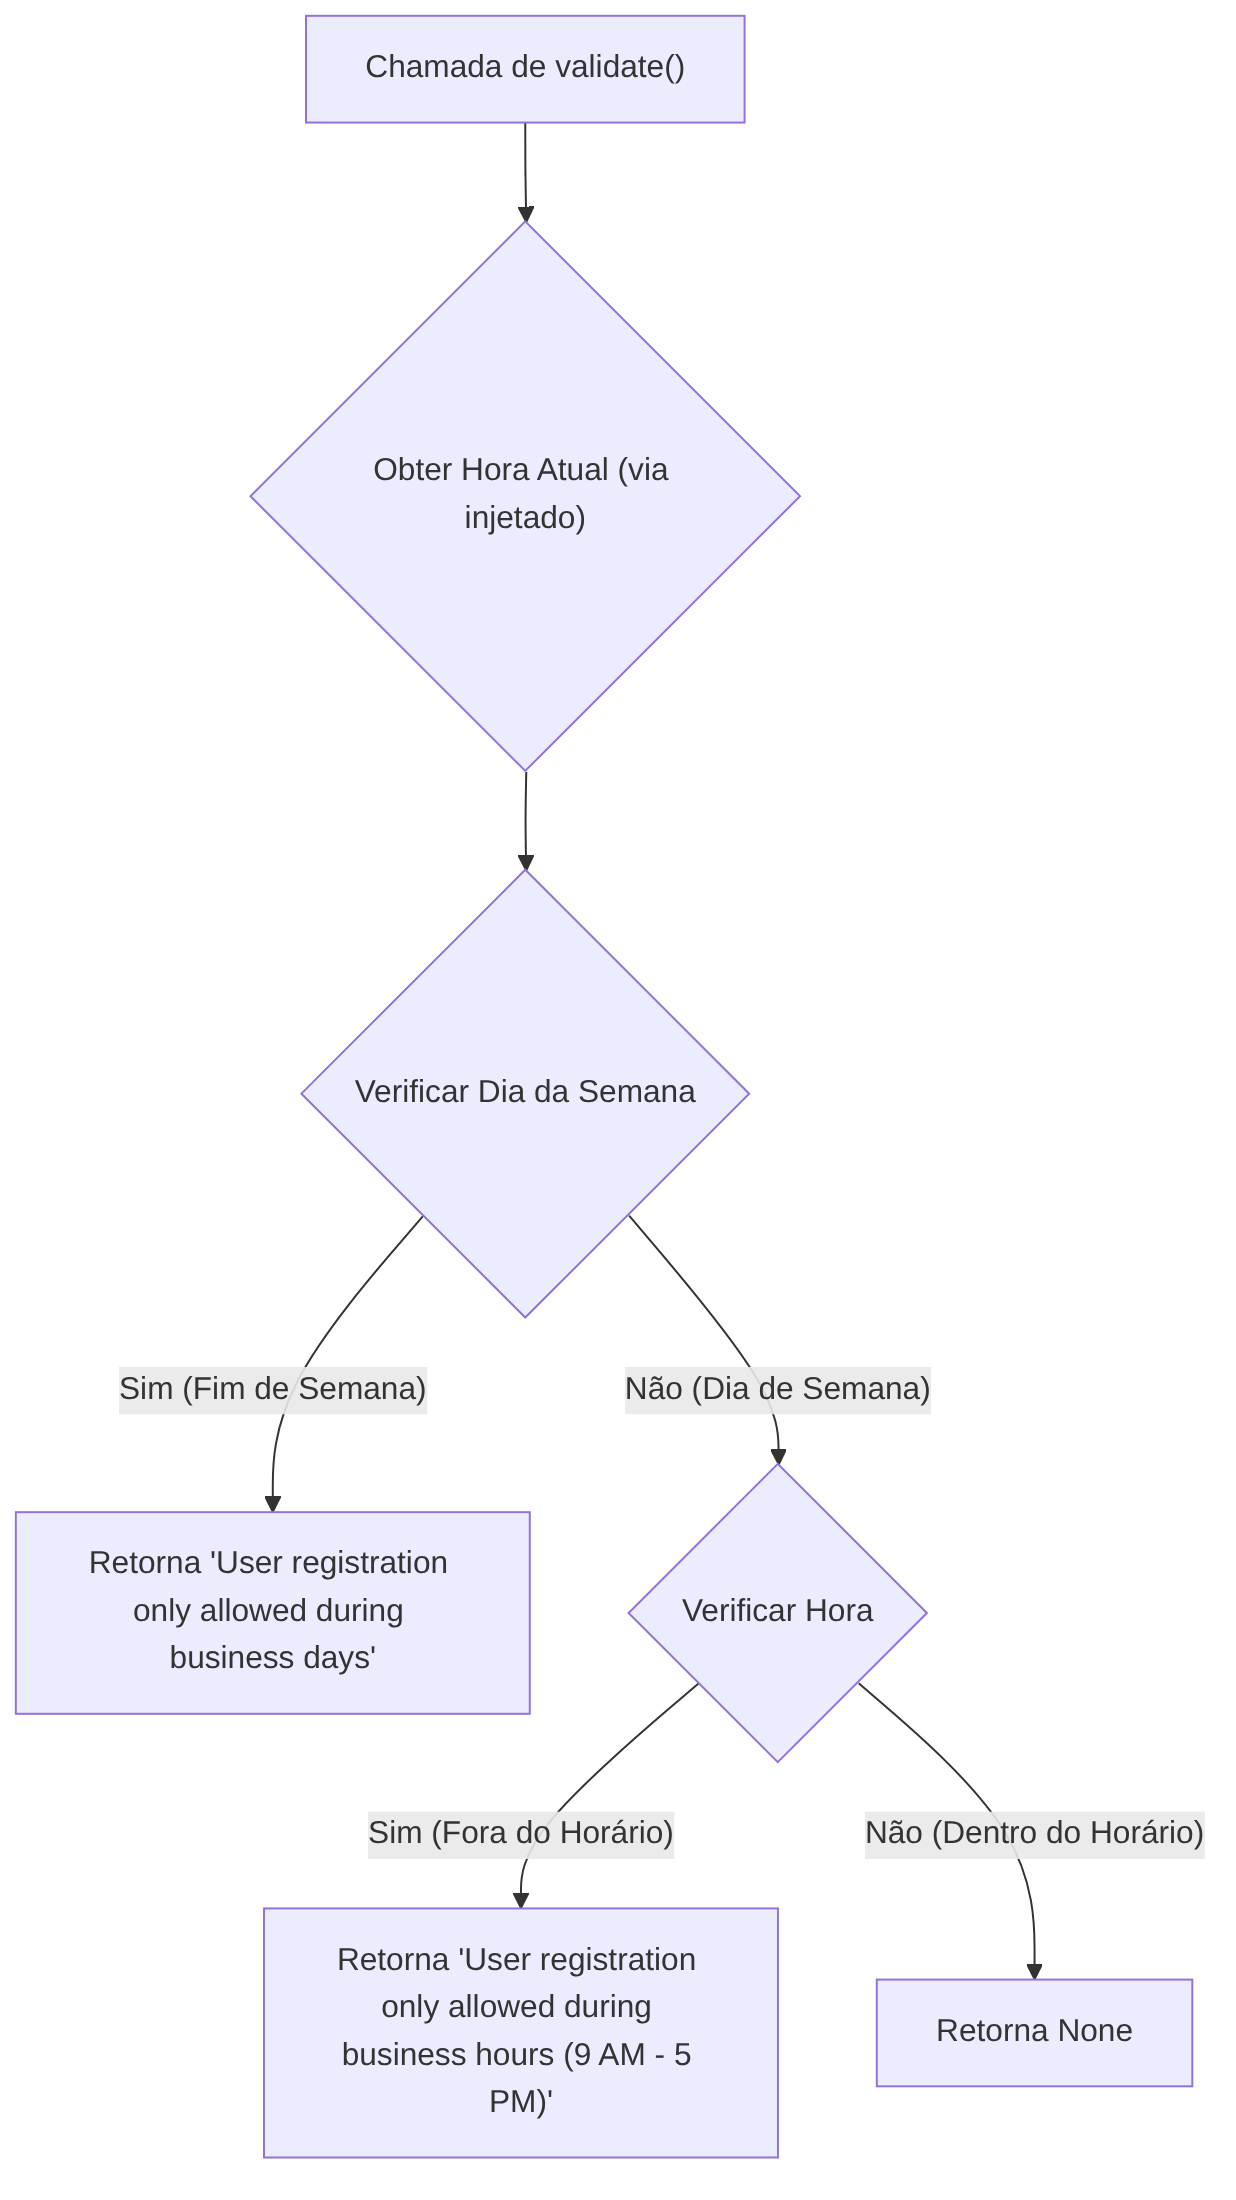 Chamada de validate()
Obter Hora Atual (via
injetado)
Verificar Dia da Semana
Sim (Fim de Semana)
Não (Dia de Semana)
Retorna 'User registration
only allowed during
business days'
Verificar Hora
Sim (Fora do Horário)
Não (Dentro do Horário)
Retorna 'User registration
only allowed during
business hours (9 AM - 5
PM)'
Retorna None